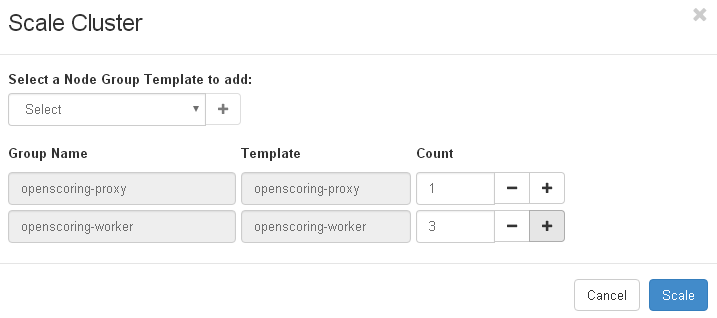 Scale Cluster
Select a Node Group Template to add:
Select
Group Name Template Count
openscoring-proxy openscoring-proxy 1
openscoring-worker openscoring-worker 3
Cancel Scale